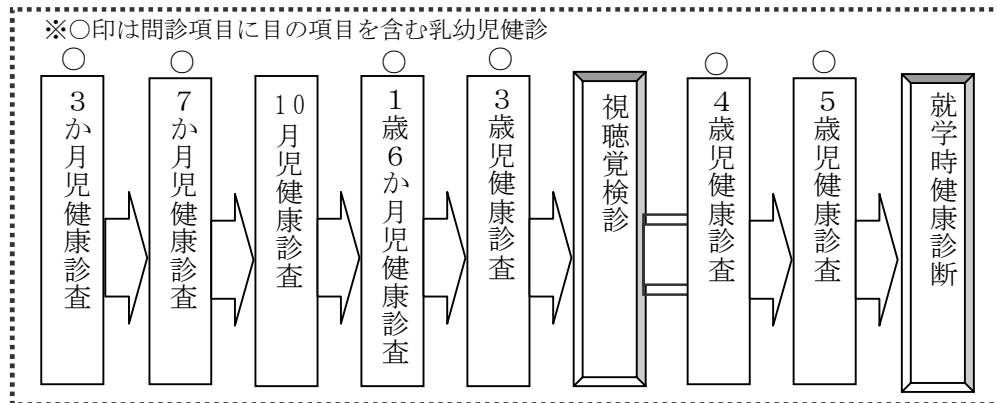 ※○印は問診項目に目の項目を含む乳幼児健診
○
３か月児健康診査
○
７か月児健康診査
10月児健康診査
○
１歳６か月児健康診査
○
３歳児健康診査
視聴覚検診
○
４歳児健康診査
○
５歳児健康診査
就学時健康診断